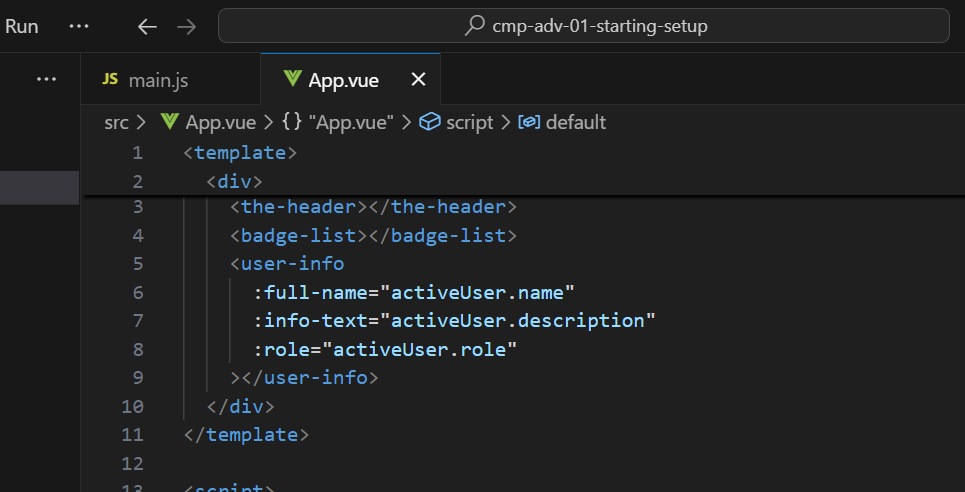 Run ··· ← → cmp-adv-01-starting-setup
··· JS main.js App.vue ×
src > App.vue > {} "App.vue" > script > default
1 <template>
2 <div>
3 <the-header></the-header>
4 <badge-list></badge-list>
5 <user-info
6 :full-name="activeUser.name"
7 :info-text="activeUser.description"
8 :role="activeUser.role"
9 ></user-info>
10 </div>
11 </template>
12
13 <script>